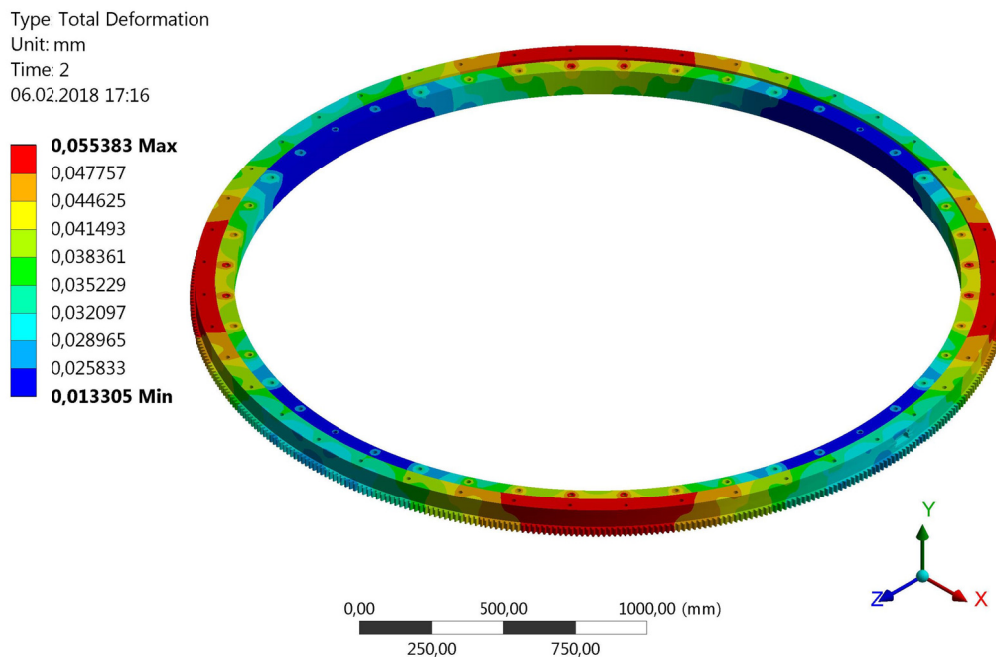 Type: Total Deformation
Unit: mm
Time: 2
06.02.2018 17:16
0,055383 Max
0,047757
0,044625
0,041493
0,038361
0,035229
0,032097
0,028965
0,025833
0,013305 Min
Y
Z
X
0,00 500,00 1000,00 (mm)
250,00 750,00